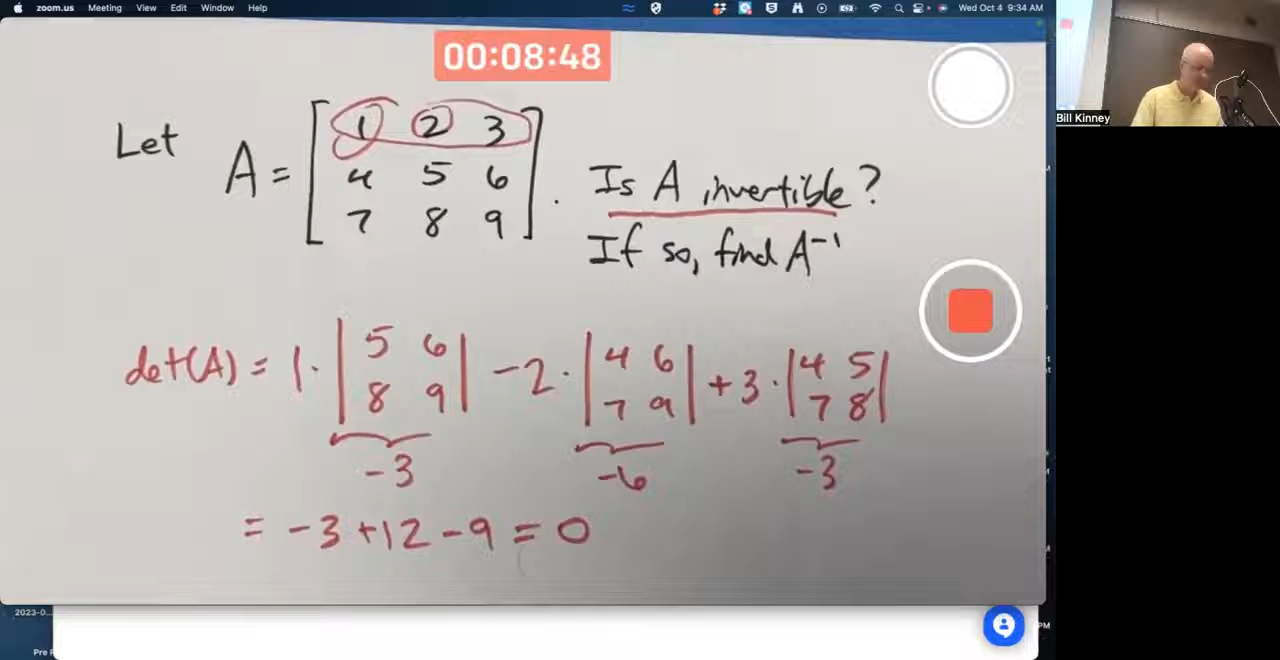 zoom.us Meeting View Edit Window Help Wed Oct 4 9:34 AM
00:08:48
Bill Kinney
Let A = [ 1 2 3
4 5 6
7 8 9 ] . Is A invertible?
If so, find A⁻¹
det(A) = 1 · | 5 6 | - 2 · | 4 6 | + 3 · | 4 5 |
| 8 9 | | 7 9 | | 7 8 |
-3 -6 -3
= -3 + 12 - 9 = 0
2023-0...
PM